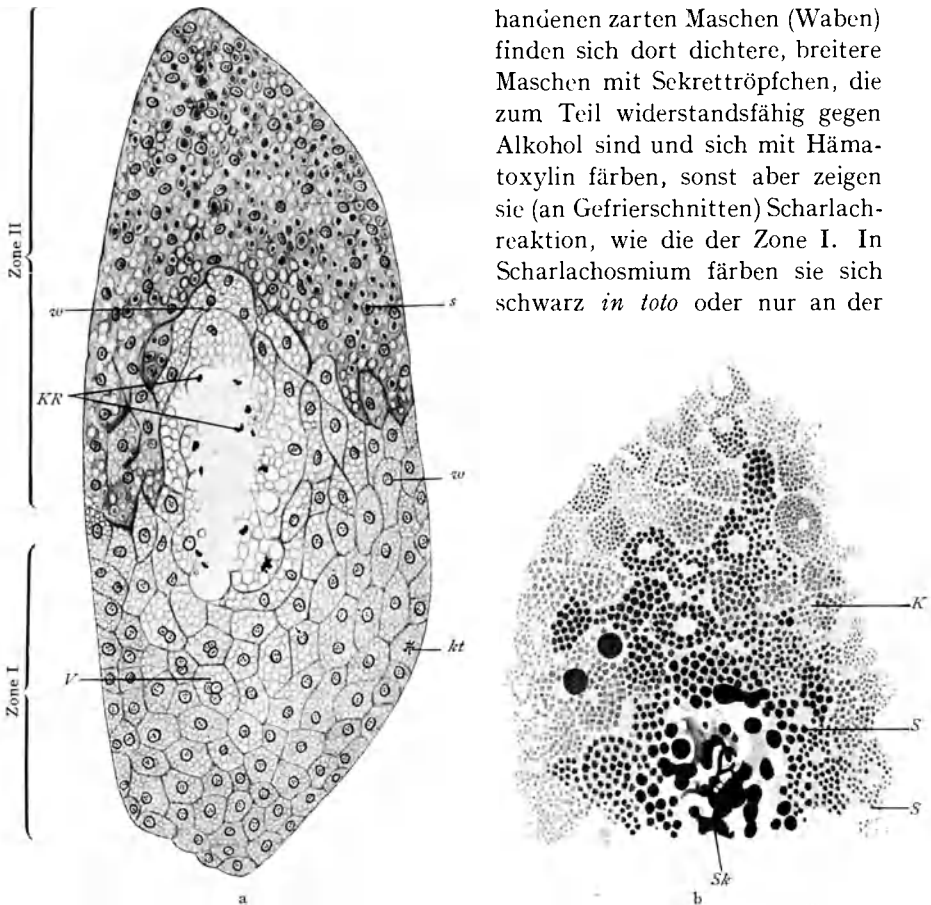 handenen zarten Maschen (Waben)
finden sich dort dichtere, breitere
Maschen mit Sekrettröpfchen, die
zum Teil widerstandsfähig gegen
Alkohol sind und sich mit Häma-
toxylin färben, sonst aber zeigen
sie (an Gefrierschnitten) Scharlach-
reaktion, wie die der Zone I. In
Scharlachosmium färben sie sich
schwarz in toto oder nur an der
Zone II
w
s
KK
w
Zone I
kt
V
a
K
S
S
Sk
b